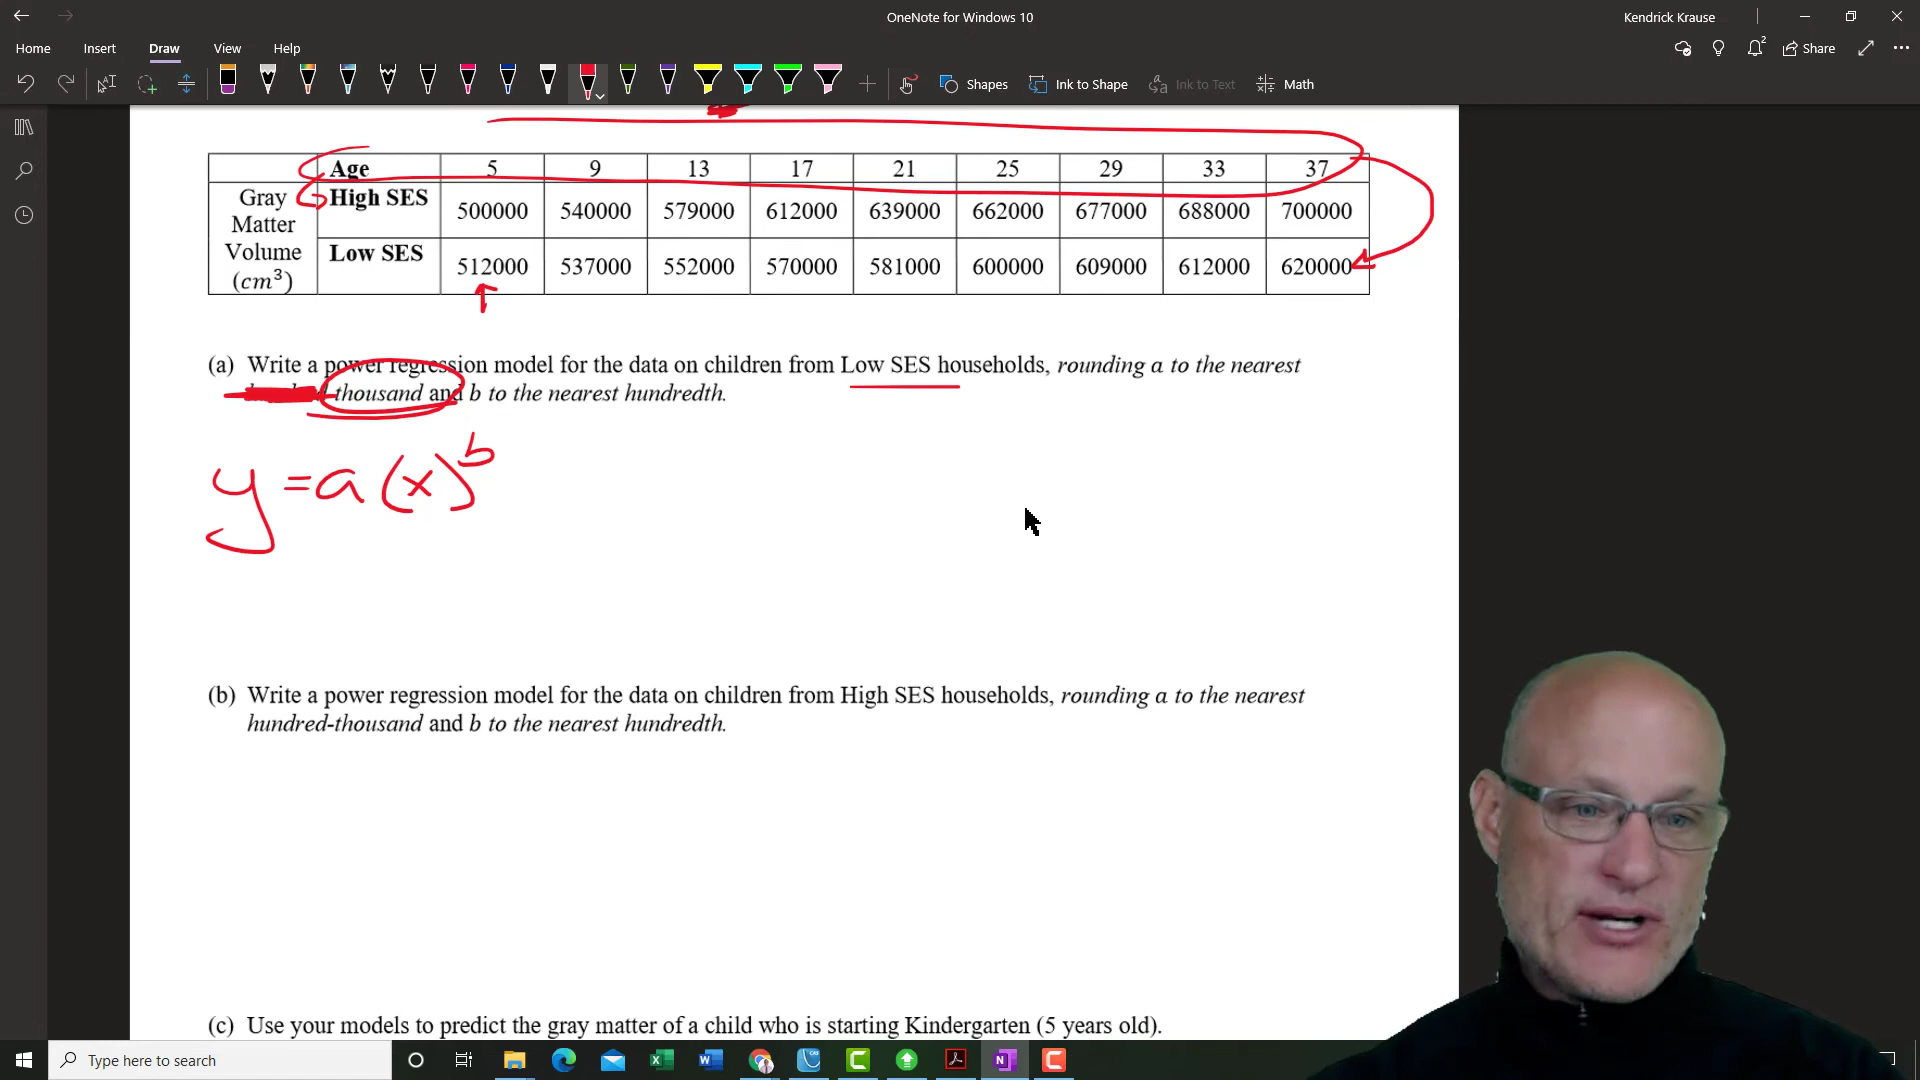 OneNote for Windows 10
Kendrick Krause
Home Insert Draw View Help
2 Share
Shapes Ink to Shape Ink to Text Math
Age 5 9 13 17 21 25 29 33 37
Gray Matter Volume (cm³)
High SES 500000 540000 579000 612000 639000 662000 677000 688000 700000
Low SES 512000 537000 552000 570000 581000 600000 609000 612000 620000
(a) Write a power regression model for the data on children from Low SES households, rounding a to the nearest
thousand and b to the nearest hundredth.
y = a (x)^b
(b) Write a power regression model for the data on children from High SES households, rounding a to the nearest
hundred-thousand and b to the nearest hundredth.
(c) Use your models to predict the gray matter of a child who is starting Kindergarten (5 years old).
Type here to search